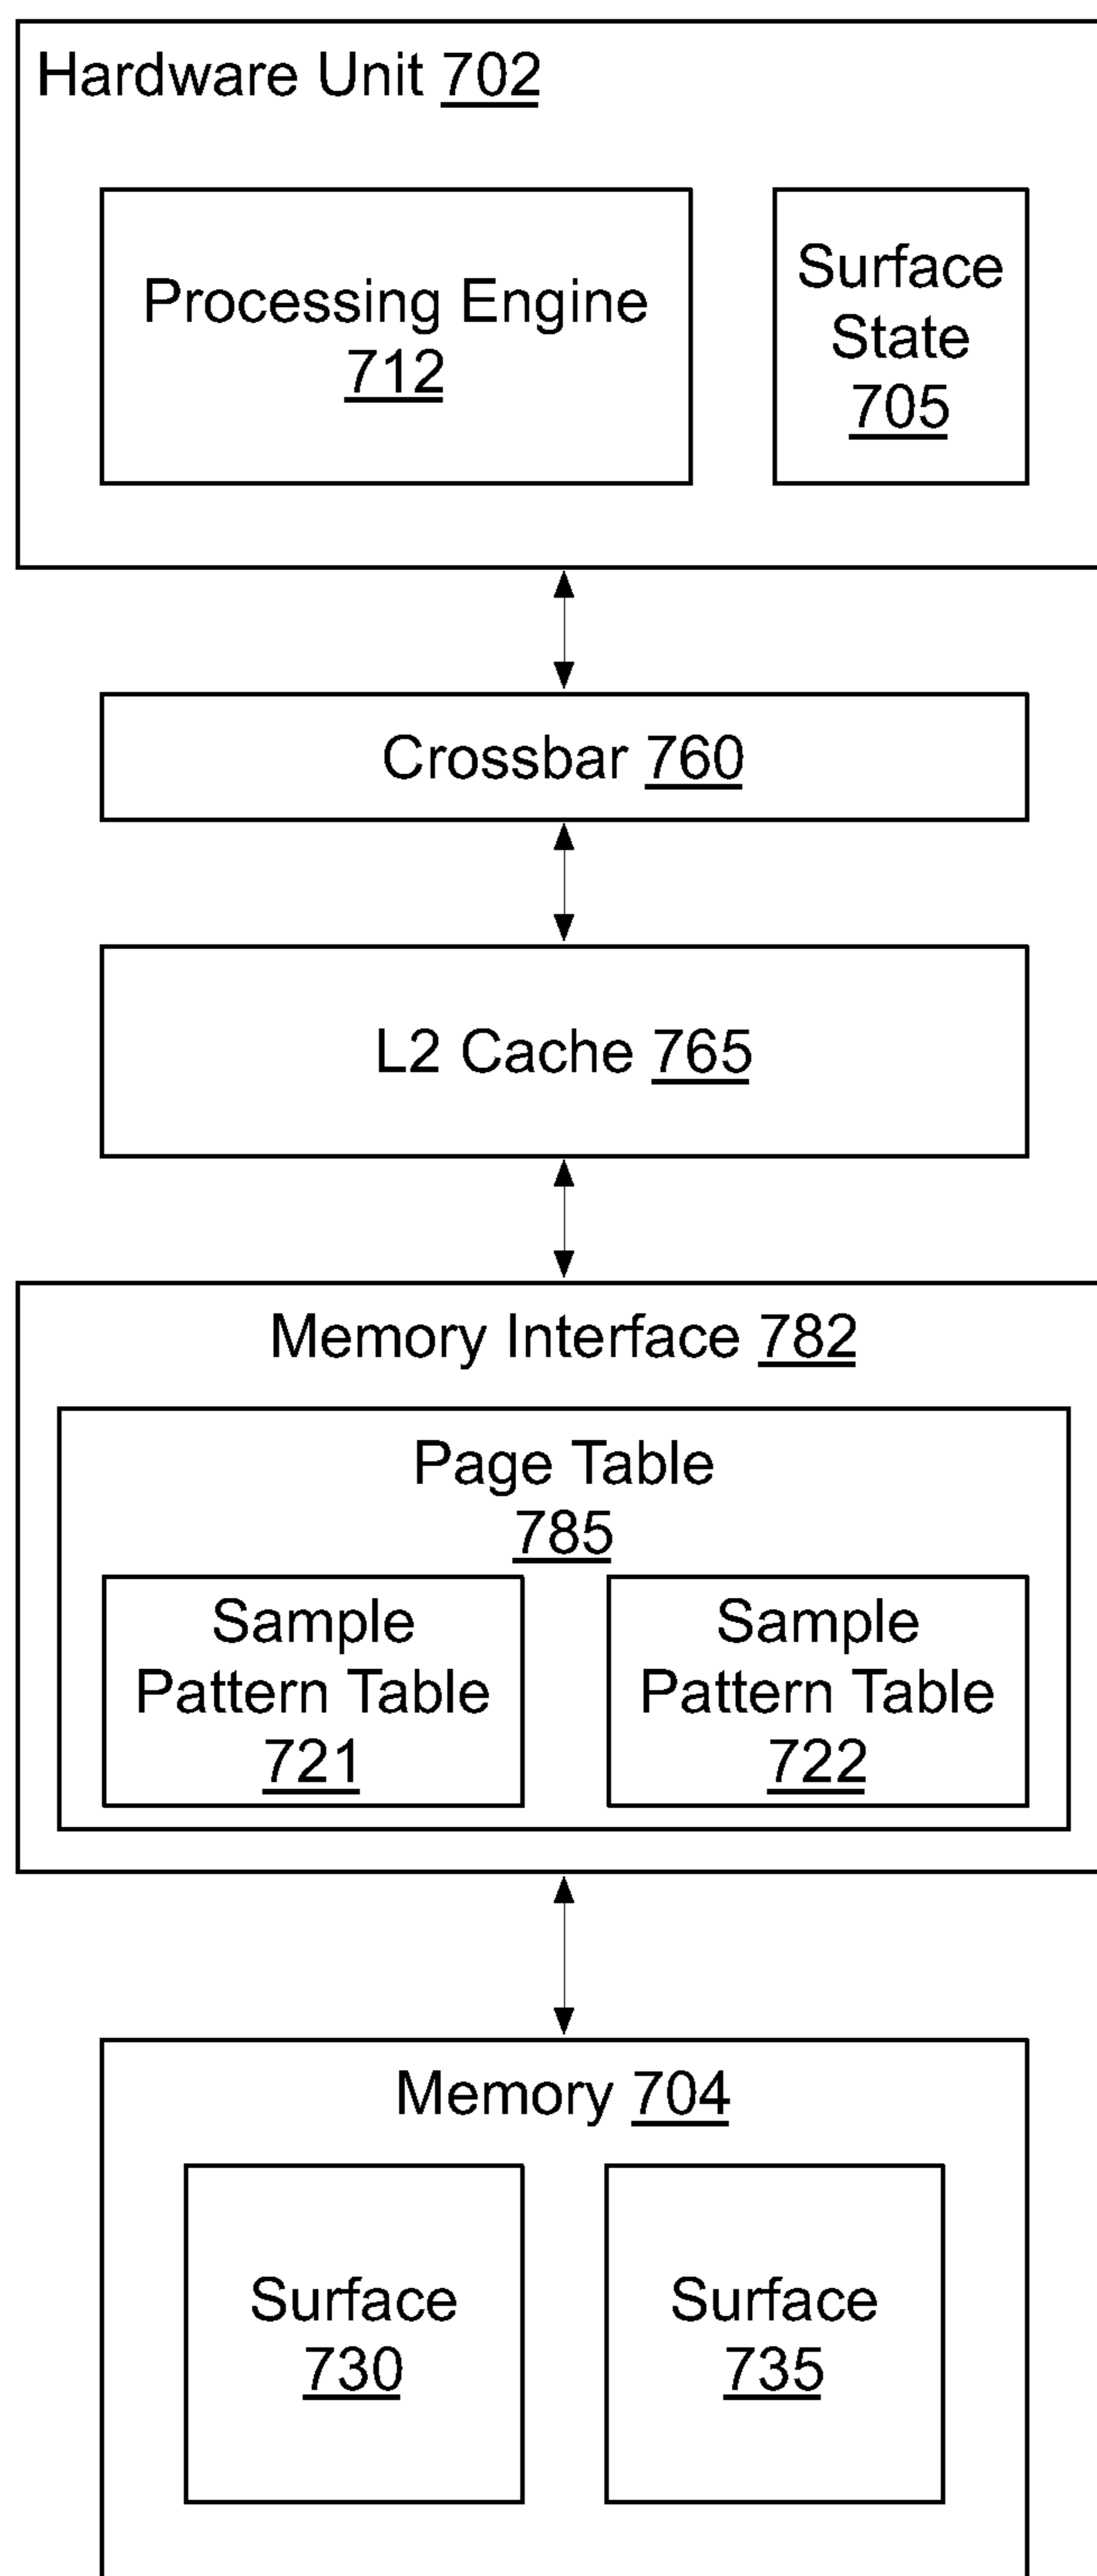 Hardware Unit 702
Processing Engine
712
Surface
State
705
Crossbar 760
L2 Cache 765
Memory Interface 782
Page Table
785
Sample
Pattern Table
721
Sample
Pattern Table
722
Memory 704
Surface
730
Surface
735